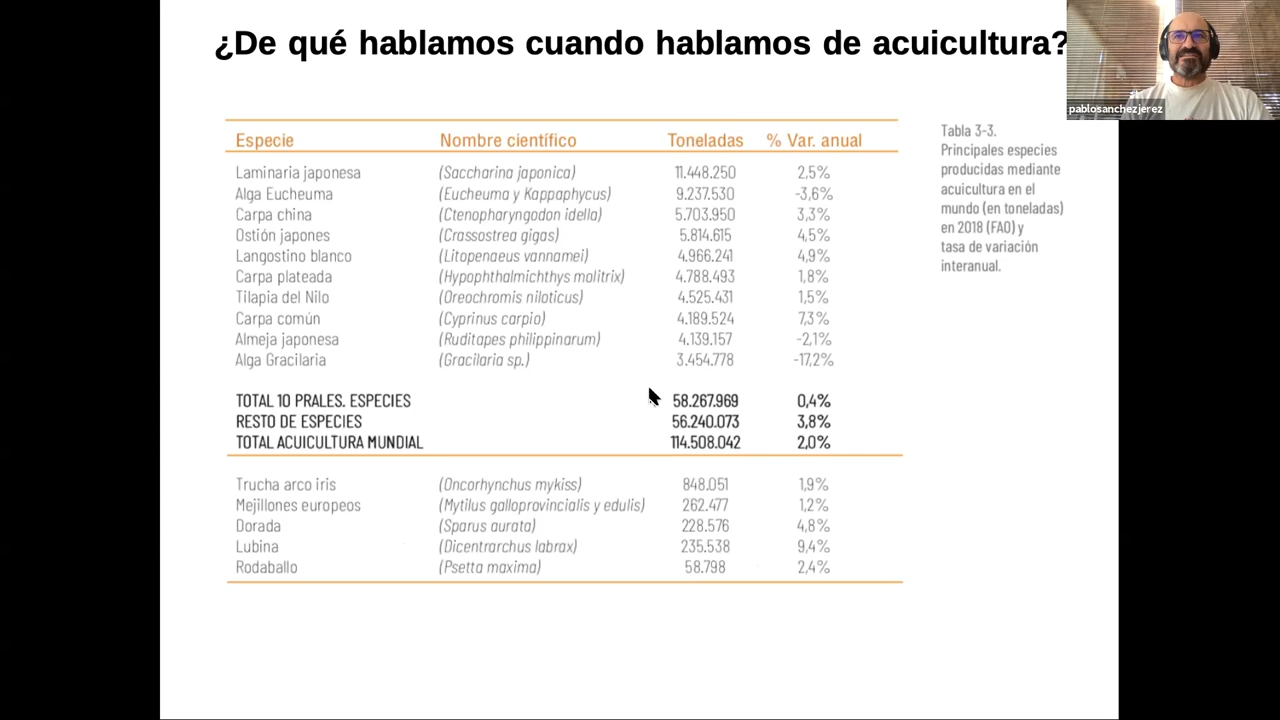 ¿De qué hablamos cuando hablamos de acuicultura?
pablosanchezjerez
Especie Nombre científico Toneladas % Var. anual
Laminaria japonesa (Saccharina japonica) 11.448.250 2,5%
Alga Eucheuma (Eucheuma y Kappaphycus) 9.237.530 -3,6%
Carpa china (Ctenopharyngodon idella) 5.703.950 3,3%
Ostión japones (Crassostrea gigas) 5.814.615 4,5%
Langostino blanco (Litopenaeus vannamei) 4.966.241 4,9%
Carpa plateada (Hypophthalmichthys molitrix) 4.788.493 1,8%
Tilapia del Nilo (Oreochromis niloticus) 4.525.431 1,5%
Carpa común (Cyprinus carpio) 4.189.524 7,3%
Almeja japonesa (Ruditapes philippinarum) 4.139.157 -2,1%
Alga Gracilaria (Gracilaria sp.) 3.454.778 -17,2%
TOTAL 10 PRALES. ESPECIES 58.267.969 0,4%
RESTO DE ESPECIES 56.240.073 3,8%
TOTAL ACUICULTURA MUNDIAL 114.508.042 2,0%
Trucha arco iris (Oncorhynchus mykiss) 848.051 1,9%
Mejillones europeos (Mytilus galloprovincialis y edulis) 262.477 1,2%
Dorada (Sparus aurata) 228.576 4,8%
Lubina (Dicentrarchus labrax) 235.538 9,4%
Rodaballo (Psetta maxima) 58.798 2,4%
Tabla 3-3.
Principales especies
producidas mediante
acuicultura en el
mundo (en toneladas)
en 2018 (FAO) y
tasa de variación
interanual.